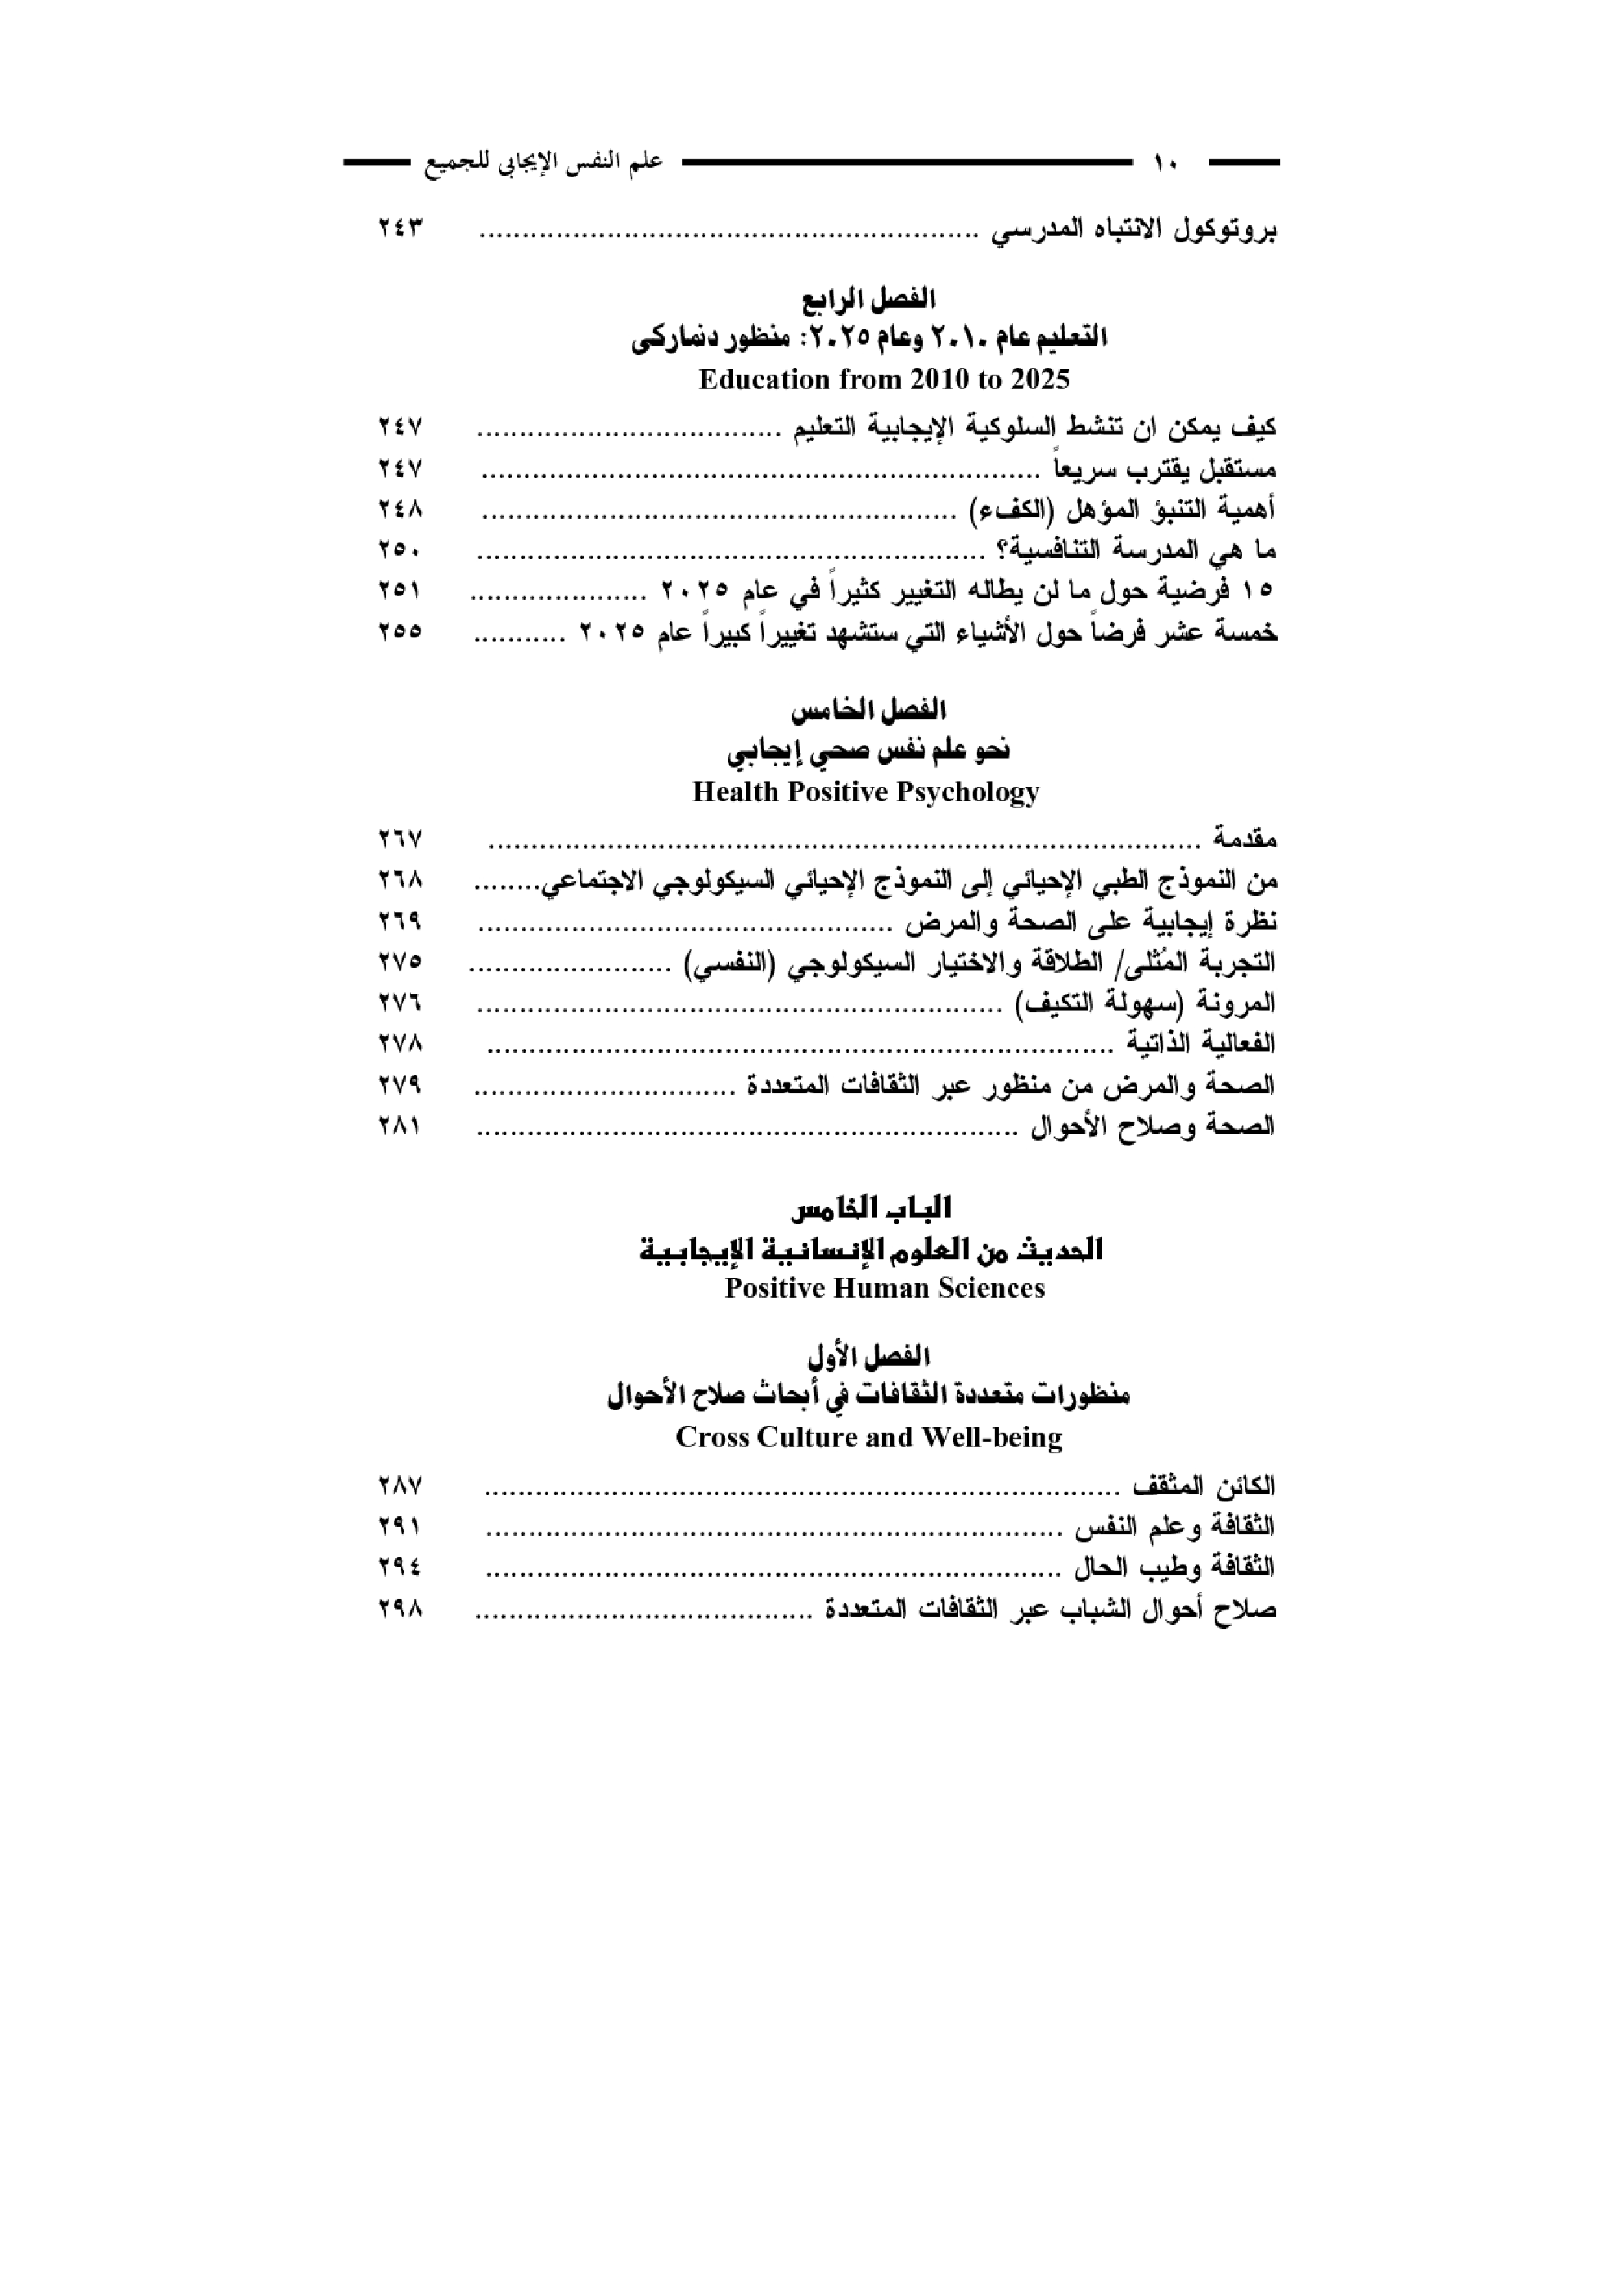 ١٠ علم النفس الإيجابى للجميع
بروتوكول الانتباه المدرسي ........................................................... ٢٤٣
الفصل الرابع
التعليم عام ٢٠١٠ وعام ٢٠٢٥: منظور دنماركى
Education from 2010 to 2025
كيف يمكن ان تنشط السلوكية الإيجابية التعليم .................................... ٢٤٧
مستقبل يقترب سريعاً .................................................................. ٢٤٧
أهمية التنبؤ المؤهل (الكفء) ........................................................ ٢٤٨
ما هي المدرسة التنافسية؟ ............................................................ ٢٥٠
١٥ فرضية حول ما لن يطاله التغيير كثيراً في عام ٢٠٢٥ ..................... ٢٥١
خمسة عشر فرضاً حول الأشياء التي ستشهد تغييراً كبيراً عام ٢٠٢٥ ........... ٢٥٥
الفصل الخامس
نحو علم نفس صحي إيجابي
Health Positive Psychology
مقدمة .................................................................................... ٢٦٧
من النموذج الطبي الإحيائي إلى النموذج الإحيائي السيكولوجي الاجتماعي........ ٢٦٨
نظرة إيجابية على الصحة والمرض ................................................. ٢٦٩
التجربة المُثلى/ الطلاقة والاختيار السيكولوجي (النفسي) ........................ ٢٧٥
المرونة (سهولة التكيف) .............................................................. ٢٧٦
الفعالية الذاتية .......................................................................... ٢٧٨
الصحة والمرض من منظور عبر الثقافات المتعددة ............................... ٢٧٩
الصحة وصلاح الأحوال ................................................................ ٢٨١
الباب الخامس
الحديث من العلوم الإنسانية الإيجابية
Positive Human Sciences
الفصل الأول
منظورات متعددة الثقافات في أبحاث صلاح الأحوال
Cross Culture and Well-being
الكائن المثقف ........................................................................... ٢٨٧
الثقافة وعلم النفس .................................................................... ٢٩١
الثقافة وطيب الحال .................................................................... ٢٩٤
صلاح أحوال الشباب عبر الثقافات المتعددة ........................................ ٢٩٨